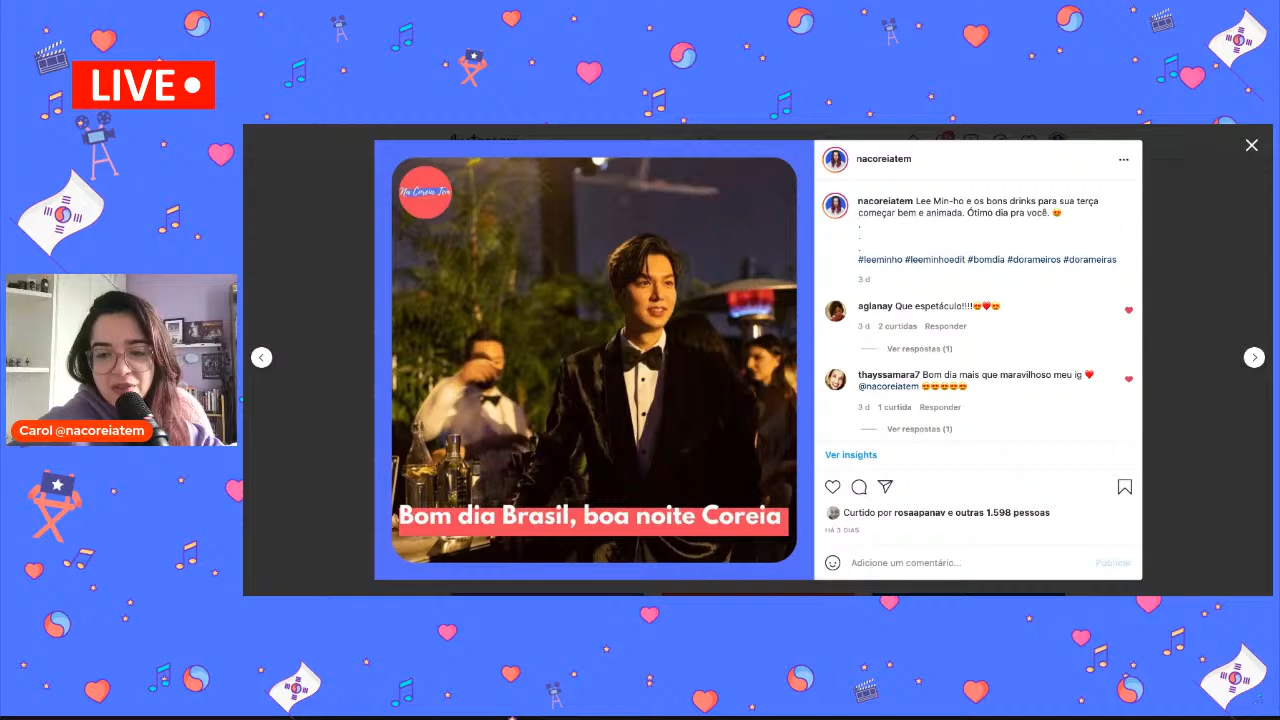 LIVE
Carol @nacoreiatem
Na Coreia Tem
Bom dia Brasil, boa noite Coreia
nacoreiatem
nacoreiatem Lee Min-ho e os bons drinks para sua terça
começar bem e animada. Ótimo dia pra você. 😍
.
.
.
#leeminho #leeminhoedit #bomdia #dorameiros #dorameiras
3 d
aglanay Que espetáculo!!!!😍❤️😍
3 d 2 curtidas Responder
Ver respostas (1)
thayssamara7 Bom dia mais que maravilhoso meu ig ❤️
@nacoreiatem 😍😍😍😍😍
3 d 1 curtida Responder
Ver respostas (1)
Ver insights
Curtido por rosaapanav e outras 1.598 pessoas
HÁ 3 DIAS
Adicione um comentário... Publicar